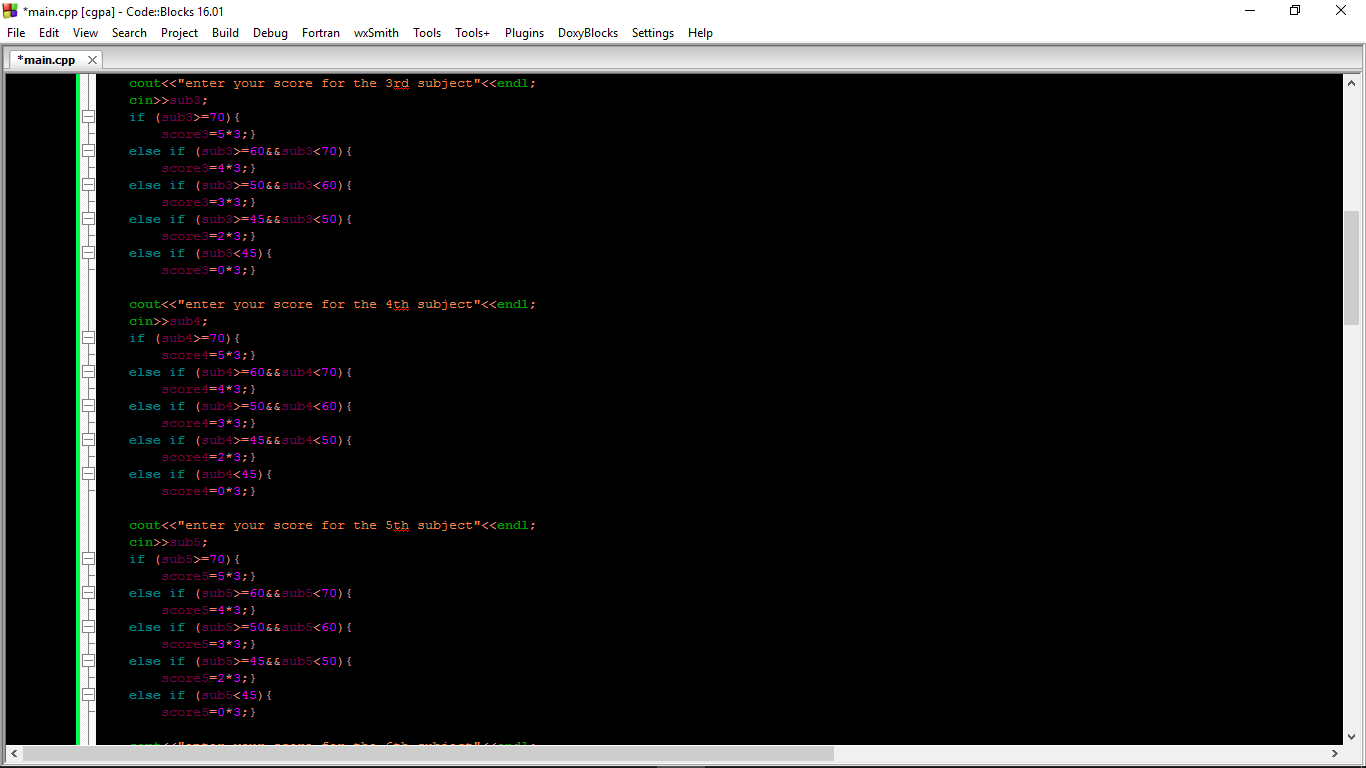 *main.cpp [cgpa] - Code::Blocks 16.01
File Edit View Search Project Build Debug Fortran wxSmith Tools Tools+ Plugins DoxyBlocks Settings Help
*main.cpp
cout<<"enter your score for the 3rd subject"<<endl;
cin>>sub3;
if (sub3>=70){
score3=5*3;}
else if (sub3>=60&&sub3<70){
score3=4*3;}
else if (sub3>=50&&sub3<60){
score3=3*3;}
else if (sub3>=45&&sub3<50){
score3=2*3;}
else if (sub3<45){
score3=0*3;}
cout<<"enter your score for the 4th subject"<<endl;
cin>>sub4;
if (sub4>=70){
score4=5*3;}
else if (sub4>=60&&sub4<70){
score4=4*3;}
else if (sub4>=50&&sub4<60){
score4=3*3;}
else if (sub4>=45&&sub4<50){
score4=2*3;}
else if (sub4<45){
score4=0*3;}
cout<<"enter your score for the 5th subject"<<endl;
cin>>sub5;
if (sub5>=70){
score5=5*3;}
else if (sub5>=60&&sub5<70){
score5=4*3;}
else if (sub5>=50&&sub5<60){
score5=3*3;}
else if (sub5>=45&&sub5<50){
score5=2*3;}
else if (sub5<45){
score5=0*3;}
cout<<"enter your score for the 6th subject"<<endl;